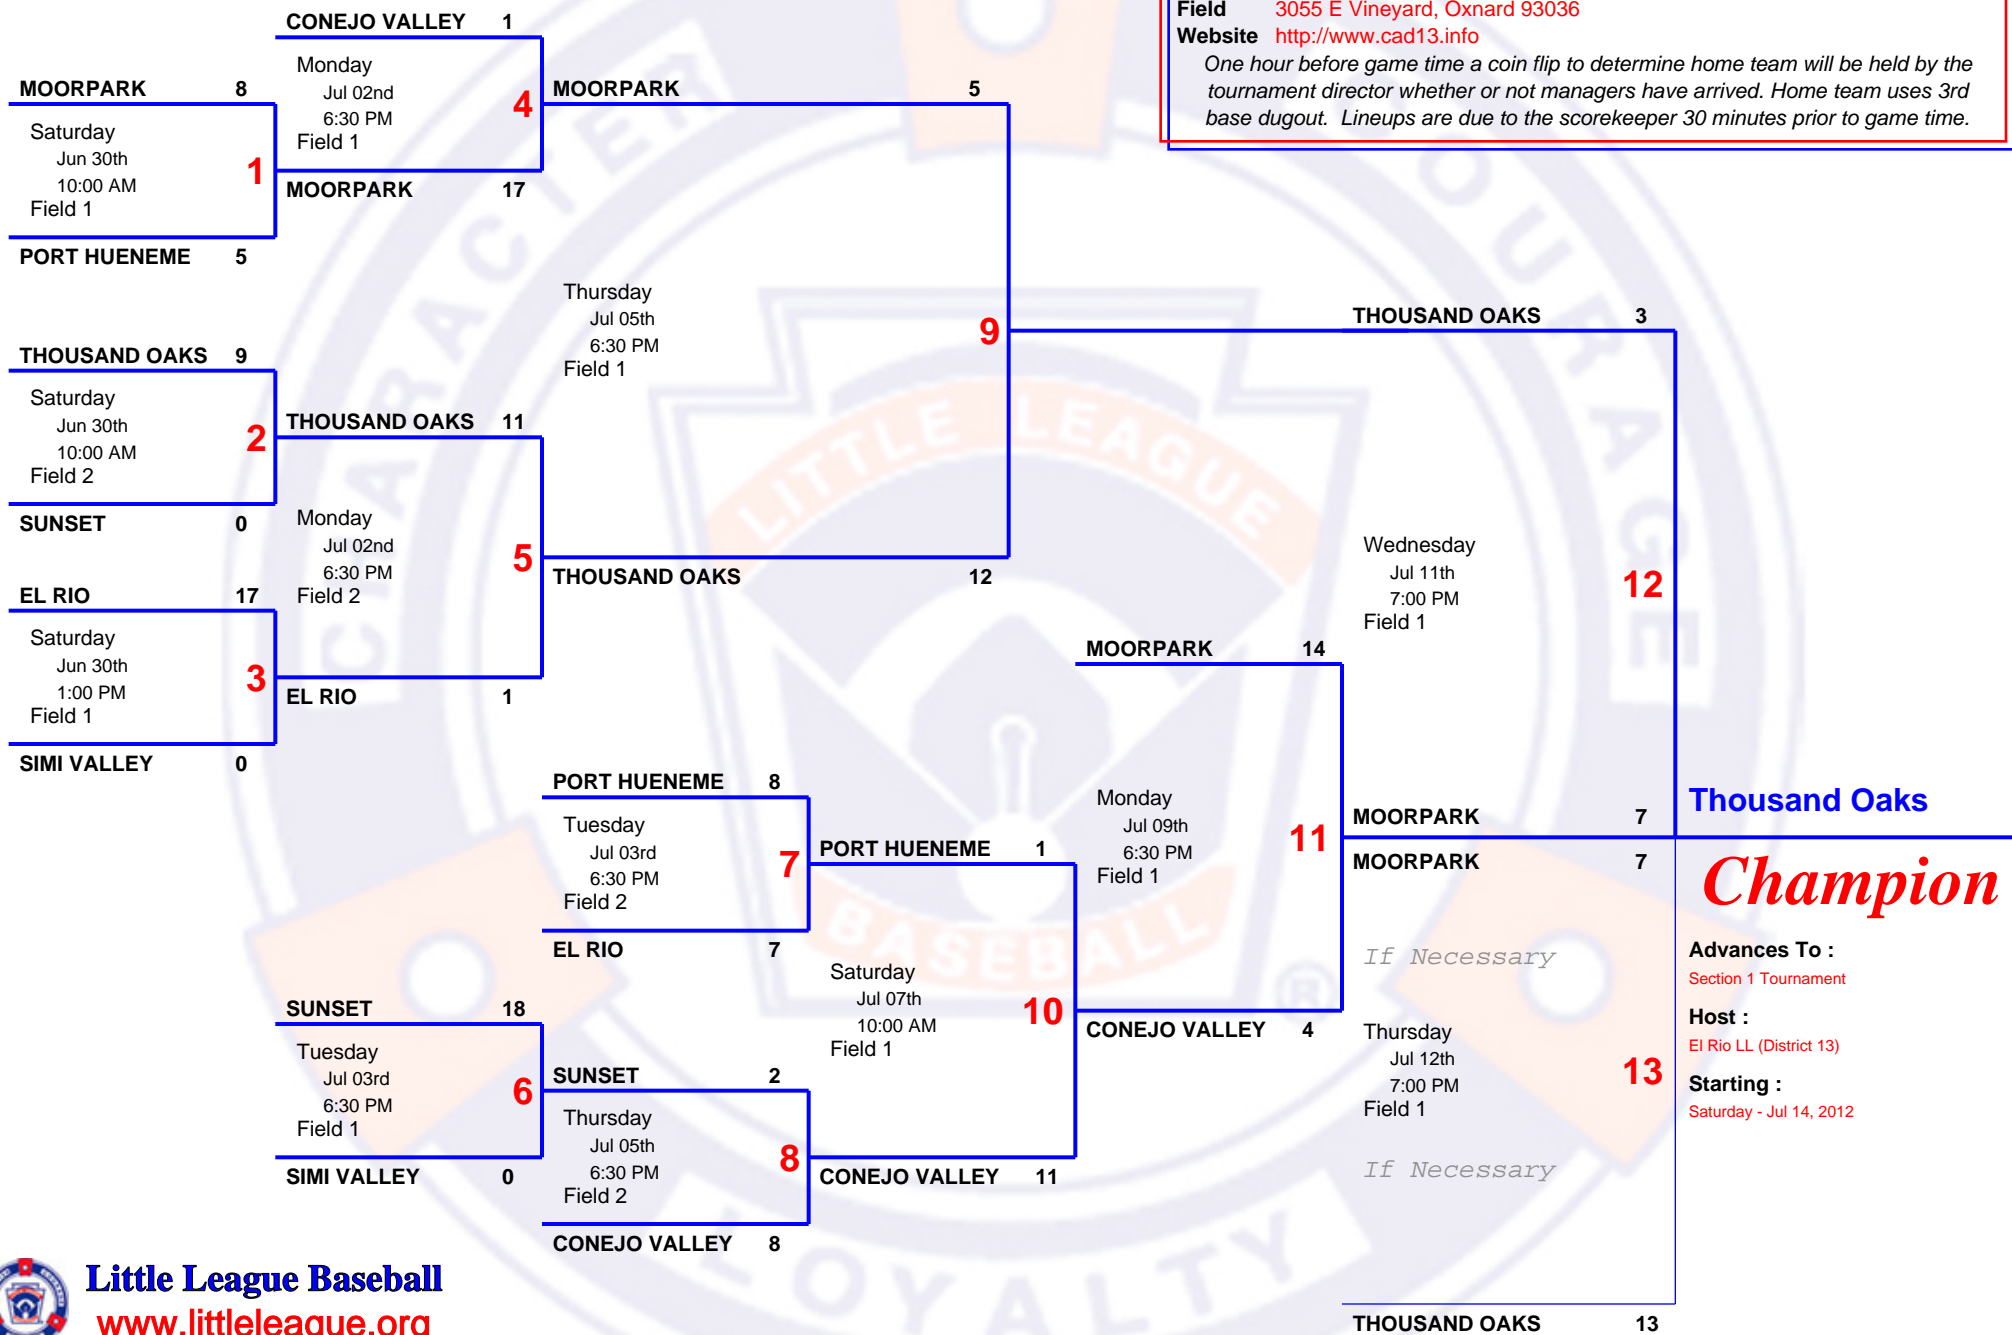 CONEJO VALLEY 1
Field 3055 E Vineyard, Oxnard 93036
Website http://www.cad13.info
One hour before game time a coin flip to determine home team will be held by the
tournament director whether or not managers have arrived. Home team uses 3rd
base dugout. Lineups are due to the scorekeeper 30 minutes prior to game time.
MOORPARK 8
Saturday
Jun 30th
10:00 AM
Field 1
1
PORT HUENEME 5
Monday
Jul 02nd
6:30 PM
Field 1
4
MOORPARK 17
MOORPARK 5
THOUSAND OAKS 9
Saturday
Jun 30th
10:00 AM
Field 2
2
SUNSET 0
THOUSAND OAKS 11
Monday
Jul 02nd
6:30 PM
Field 2
5
EL RIO 1
EL RIO 17
Saturday
Jun 30th
1:00 PM
Field 1
3
SIMI VALLEY 0
Thursday
Jul 05th
6:30 PM
Field 1
9
THOUSAND OAKS 12
THOUSAND OAKS 3
Wednesday
Jul 11th
7:00 PM
Field 1
12
PORT HUENEME 8
Tuesday
Jul 03rd
6:30 PM
Field 2
7
EL RIO 7
SUNSET 18
Tuesday
Jul 03rd
6:30 PM
Field 1
6
SIMI VALLEY 0
SUNSET 2
Thursday
Jul 05th
6:30 PM
Field 2
8
CONEJO VALLEY 8
PORT HUENEME 1
Saturday
Jul 07th
10:00 AM
Field 1
10
CONEJO VALLEY 11
MOORPARK 14
Monday
Jul 09th
6:30 PM
Field 1
11
CONEJO VALLEY 4
MOORPARK 7
MOORPARK 7
If Necessary
Thursday
Jul 12th
7:00 PM
Field 1
13
If Necessary
THOUSAND OAKS 13
Thousand Oaks
Champion
Advances To :
Section 1 Tournament
Host :
El Rio LL (District 13)
Starting :
Saturday - Jul 14, 2012
Little League Baseball
www.littleleague.org
CHARACTER
COURAGE
LOYALTY
LITTLE LEAGUE
BASEBALL
®